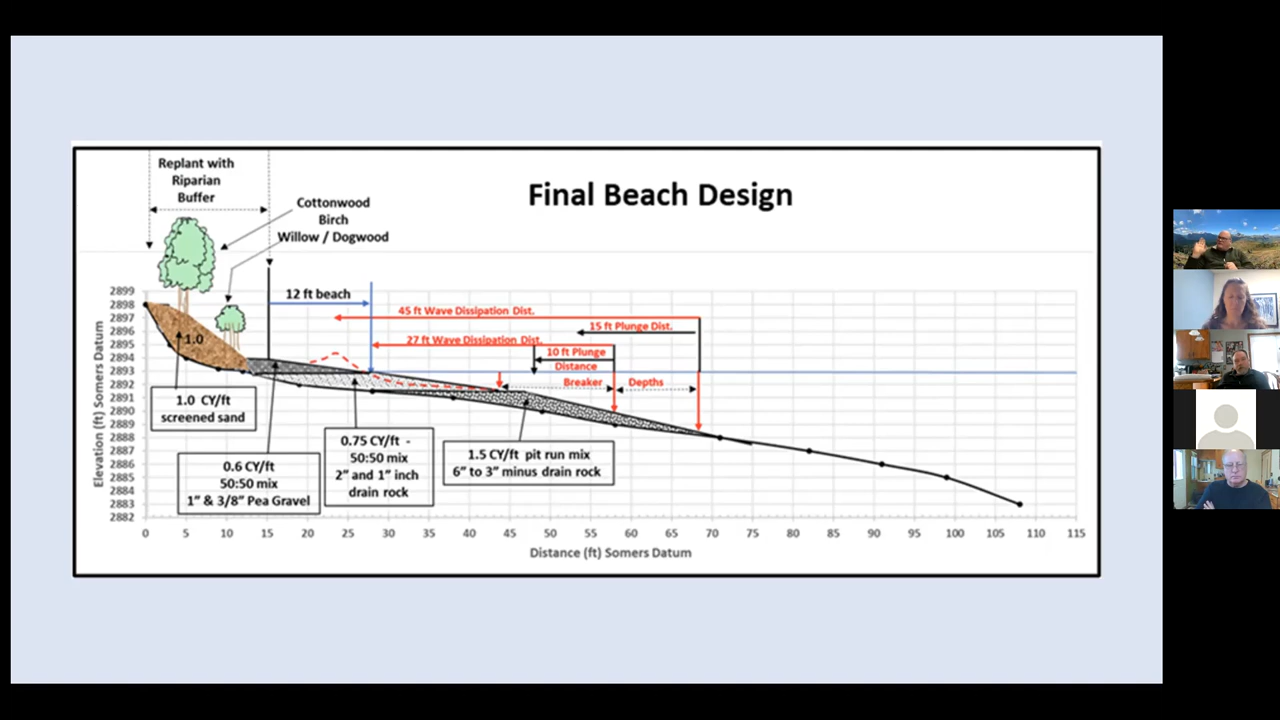 Final Beach Design
Replant with
Riparian
Buffer
Cottonwood
Birch
Willow / Dogwood
12 ft beach
45 ft Wave Dissipation Dist.
15 ft Plunge Dist.
27 ft Wave Dissipation Dist.
10 ft Plunge
Distance
Breaker Depths
1.0
1.0 CY/ft
screened sand
0.6 CY/ft
50:50 mix
1” & 3/8” Pea Gravel
0.75 CY/ft -
50:50 mix
2” and 1” inch
drain rock
1.5 CY/ft pit run mix
6” to 3” minus drain rock
Elevation (ft) Somers Datum
2899
2898
2897
2896
2895
2894
2893
2892
2891
2890
2889
2888
2887
2886
2885
2884
2883
2882
0 5 10 15 20 25 30 35 40 45 50 55 60 65 70 75 80 85 90 95 100 105 110 115
Distance (ft) Somers Datum